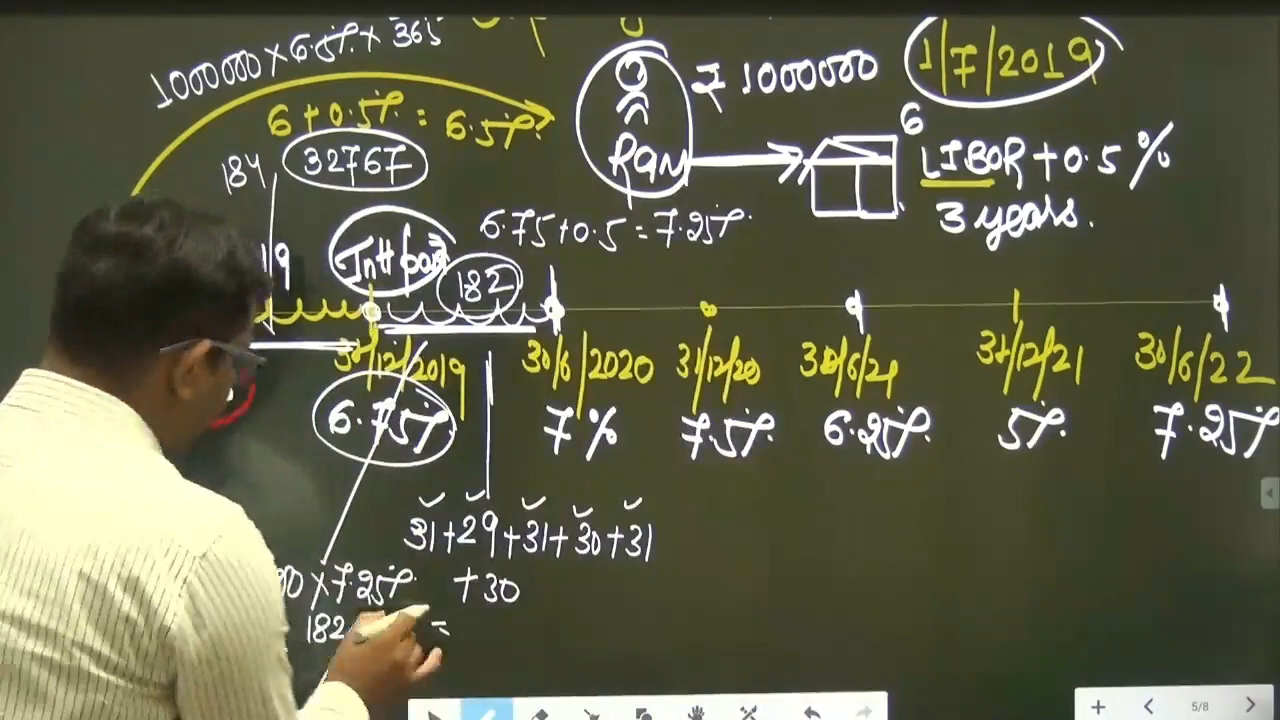 1000000 × 6.5% × 365
₹ 1000000
1/7/2019
6 + 0.5% = 6.5%
184
32767
RAM
6
LIBOR + 0.5%
3 years.
6.75 + 0.5 = 7.25%
182
31/12/2019
30/6/2020
31/12/20
30/6/21
31/12/21
30/6/22
6.75%
7%
7.5%
6.25%
5%
7.25%
31 + 29 + 31 + 30 + 31
+ 30
00 × 7.25%
182
=
5/8